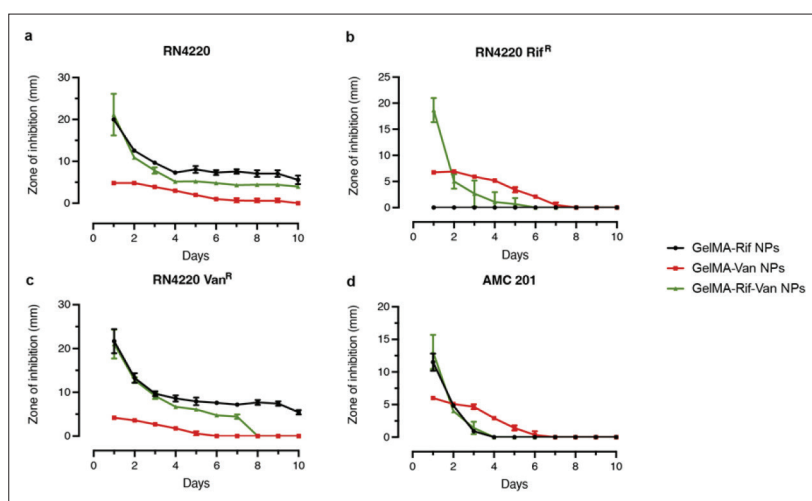 a
RN4220
Zone of inhibition (mm)
30
20
10
0
0 2 4 6 8 10
Days
b
RN4220 Rif^R
Zone of inhibition (mm)
25
20
15
10
5
0
0 2 4 6 8 10
Days
GelMA-Rif NPs
GelMA-Van NPs
GelMA-Rif-Van NPs
c
RN4220 Van^R
Zone of inhibition (mm)
30
20
10
0
0 2 4 6 8 10
Days
d
AMC 201
Zone of inhibition (mm)
20
15
10
5
0
0 2 4 6 8 10
Days